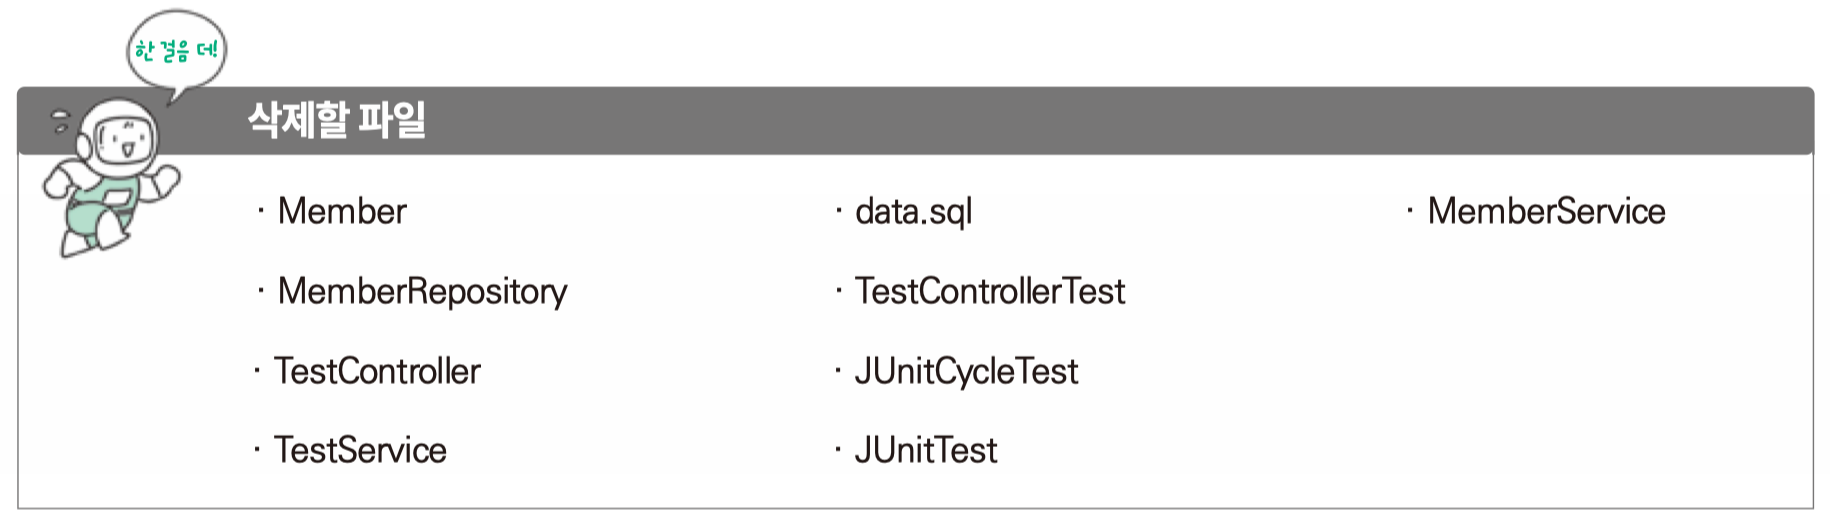 한 걸음 더!
삭제할 파일
· Member
· MemberRepository
· TestController
· TestService
· data.sql
· TestControllerTest
· JUnitCycleTest
· JUnitTest
· MemberService